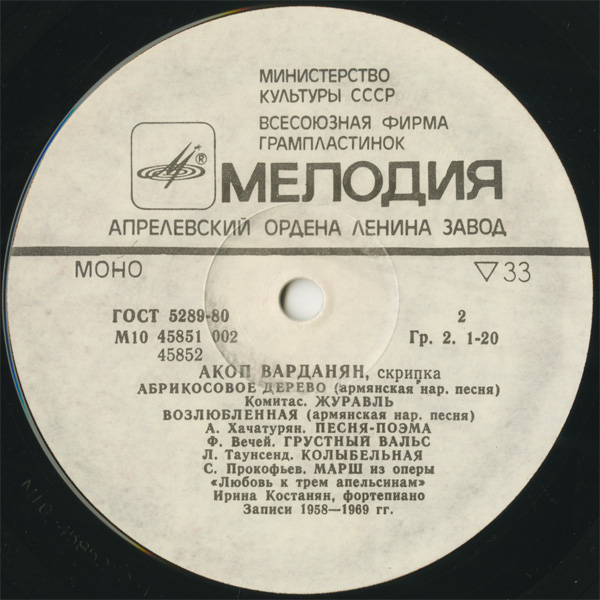 МИНИСТЕРСТВО
КУЛЬТУРЫ СССР
ВСЕСОЮЗНАЯ ФИРМА
ГРАМПЛАСТИНОК
®
МЕЛОДИЯ
АПРЕЛЕВСКИЙ ОРДЕНА ЛЕНИНА ЗАВОД
МОНО ▽33
ГОСТ 5289-80 2
М10 45851 002 Гр. 2. 1-20
45852
АКОП ВАРДАНЯН, скрипка
АБРИКОСОВОЕ ДЕРЕВО (армянская нар. песня)
Комитас. ЖУРАВЛЬ
ВОЗЛЮБЛЕННАЯ (армянская нар. песня)
А. Хачатурян. ПЕСНЯ-ПОЭМА
Ф. Вечей. ГРУСТНЫЙ ВАЛЬС
Л. Таунсенд. КОЛЫБЕЛЬНАЯ
С. Прокофьев. МАРШ из оперы
«Любовь к трем апельсинам»
Ирина Костанян, фортепиано
Записи 1958—1969 гг.